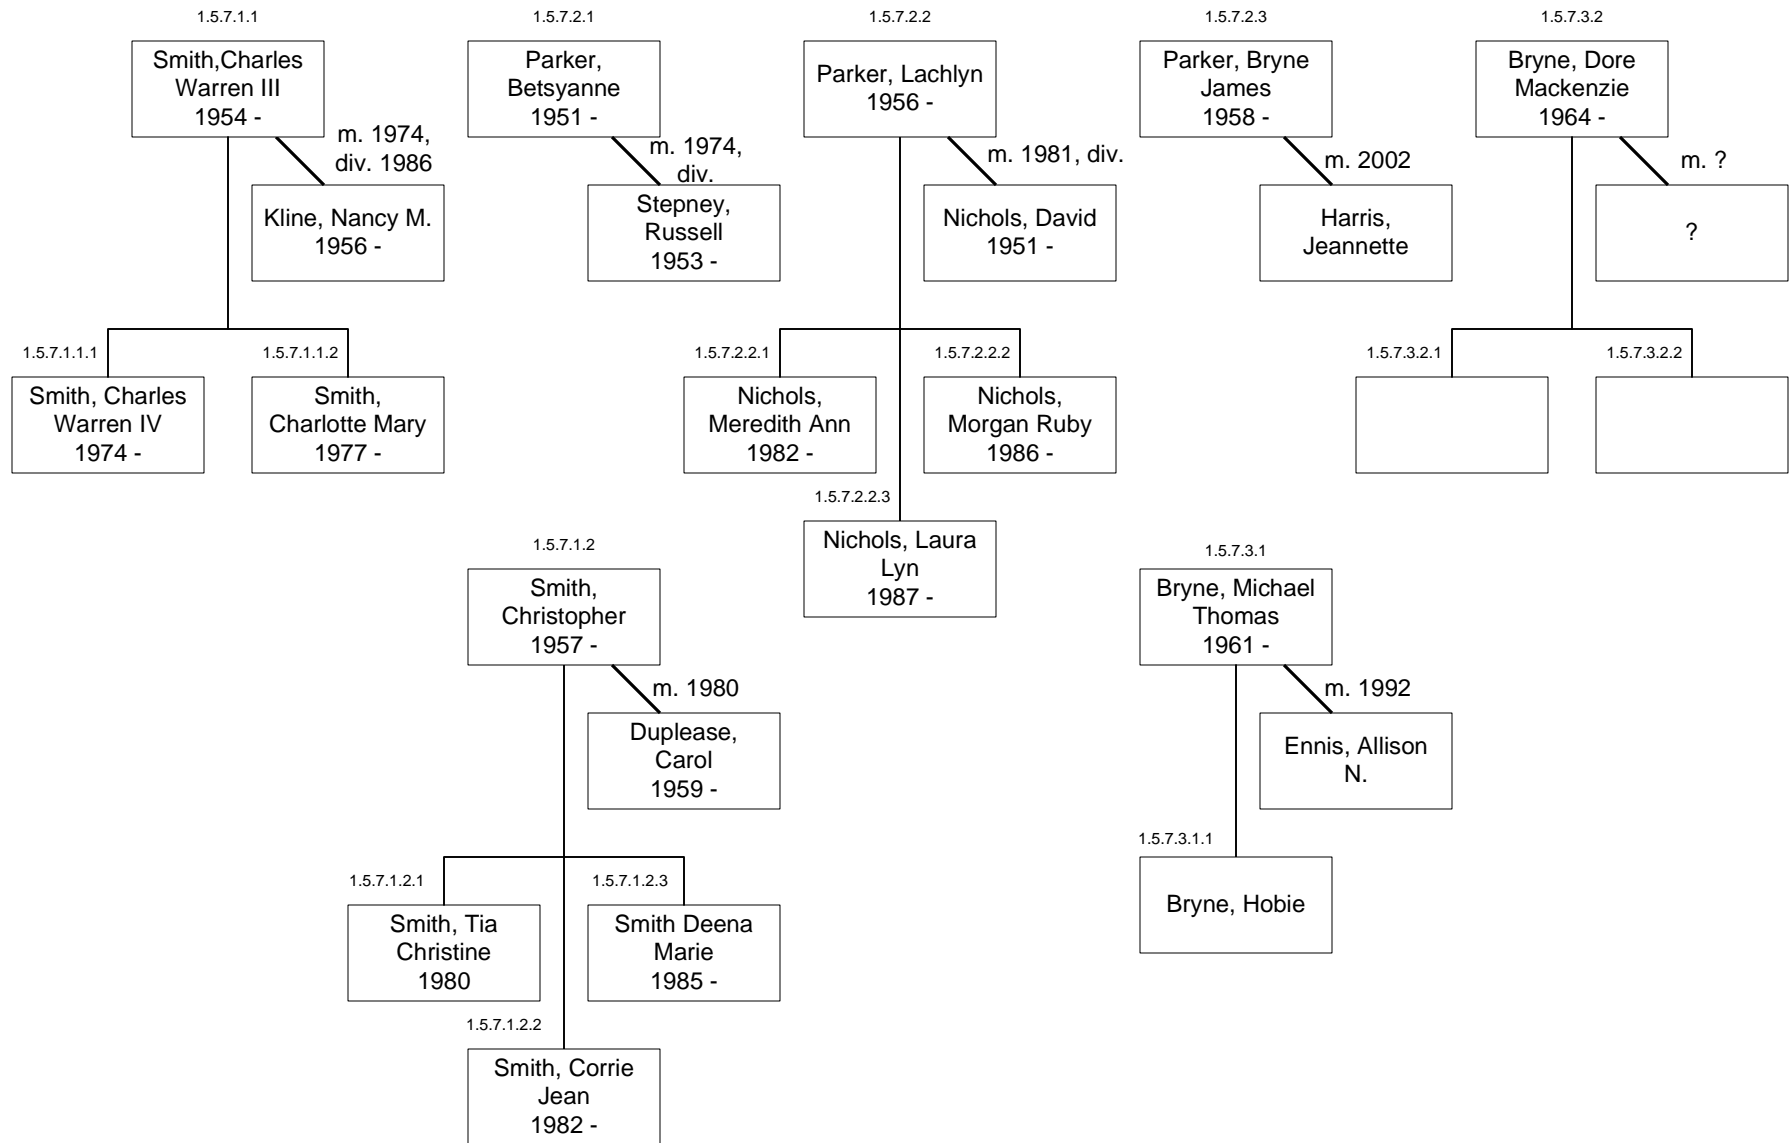 1.5.7.1.1
Smith,Charles
Warren III
1954 -
m. 1974,
div. 1986
Kline, Nancy M.
1956 -
1.5.7.1.1.1
Smith, Charles
Warren IV
1974 -
1.5.7.1.1.2
Smith,
Charlotte Mary
1977 -
1.5.7.2.1
Parker,
Betsyanne
1951 -
m. 1974,
div.
Stepney,
Russell
1953 -
1.5.7.2.2
Parker, Lachlyn
1956 -
m. 1981, div.
Nichols, David
1951 -
1.5.7.2.2.1
Nichols,
Meredith Ann
1982 -
1.5.7.2.2.2
Nichols,
Morgan Ruby
1986 -
1.5.7.2.2.3
Nichols, Laura
Lyn
1987 -
1.5.7.2.3
Parker, Bryne
James
1958 -
m. 2002
Harris,
Jeannette
1.5.7.3.2
Bryne, Dore
Mackenzie
1964 -
m. ?
?
1.5.7.3.2.1
1.5.7.3.2.2
1.5.7.1.2
Smith,
Christopher
1957 -
m. 1980
Duplease,
Carol
1959 -
1.5.7.1.2.1
Smith, Tia
Christine
1980
1.5.7.1.2.3
Smith Deena
Marie
1985 -
1.5.7.1.2.2
Smith, Corrie
Jean
1982 -
1.5.7.3.1
Bryne, Michael
Thomas
1961 -
m. 1992
Ennis, Allison
N.
1.5.7.3.1.1
Bryne, Hobie